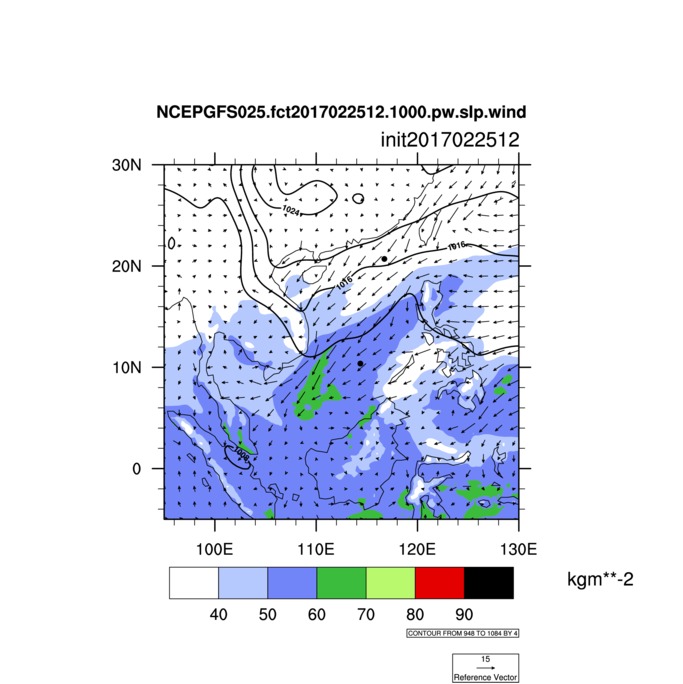 NCEPGFS025.fct2017022512.1000.pw.slp.wind
init2017022512
30N
1024
1016
20N
1016
10N
1008
0
100E 110E 120E 130E
kgm**-2
40 50 60 70 80 90
CONTOUR FROM 948 TO 1084 BY 4
15
Reference Vector